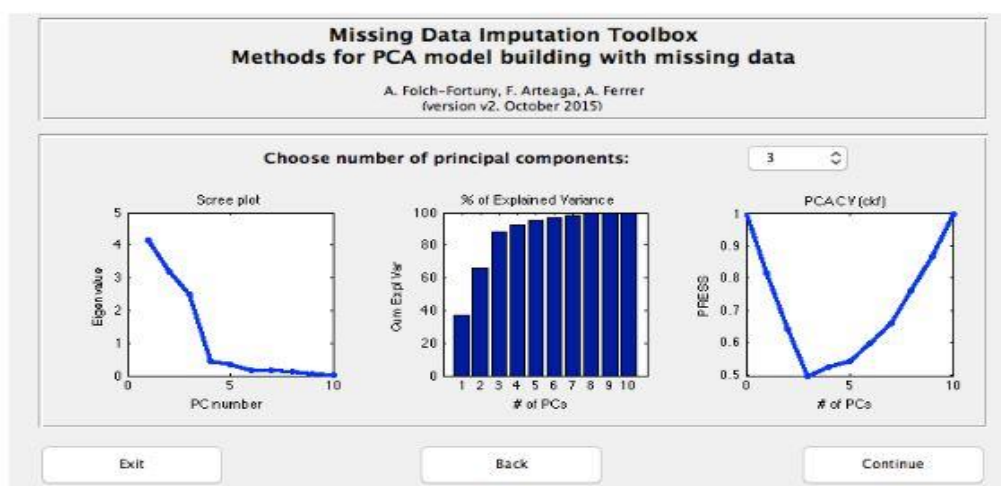 Missing Data Imputation Toolbox
Methods for PCA model building with missing data
A. Folch-Fortuny, F. Arteaga, A. Ferrer
(version v2. October 2015)
Choose number of principal components:
3
Scree plot
5
4
3
2
1
0
0
5
10
Eigenvalue
PC number
% of Explained Variance
100
80
60
40
20
0
1 2 3 4 5 6 7 8 9 10
Cum Expl Var
# of PCs
PCA CV (ckf)
1
0.9
0.8
0.7
0.6
0.5
0
5
10
PRESS
# of PCs
Exit
Back
Continue